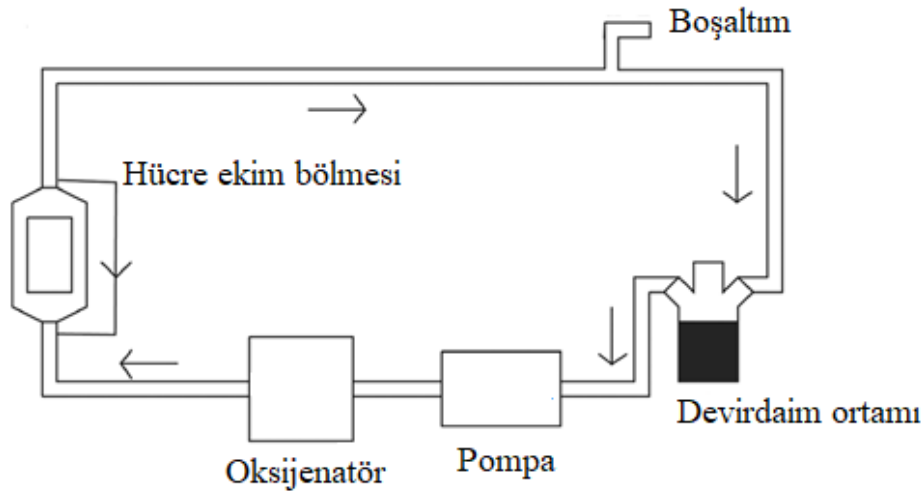 Boşaltım
Hücre ekim bölmesi
Devirdaim ortamı
Pompa
Oksijenatör